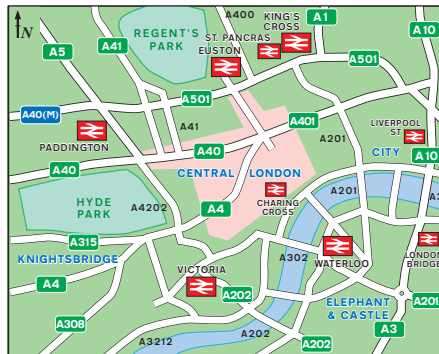 A400
KING'S
CROSS
A1
A10
REGENT'S
PARK
ST. PANCRAS
EUSTON
A41
A5
N
A501
A501
A40(M)
A41
A401
A201
LIVERPOOL
ST
PADDINGTON
A40
CITY
A10
A40
CENTRAL LONDON
HYDE
PARK
A4202
A4
CHARING
CROSS
A201
A315
KNIGHTSBRIDGE
A302
WATERLOO
LONDON
BRIDGE
A4
VICTORIA
A202
ELEPHANT
& CASTLE
A201
A308
A3212
A202
A202
A3